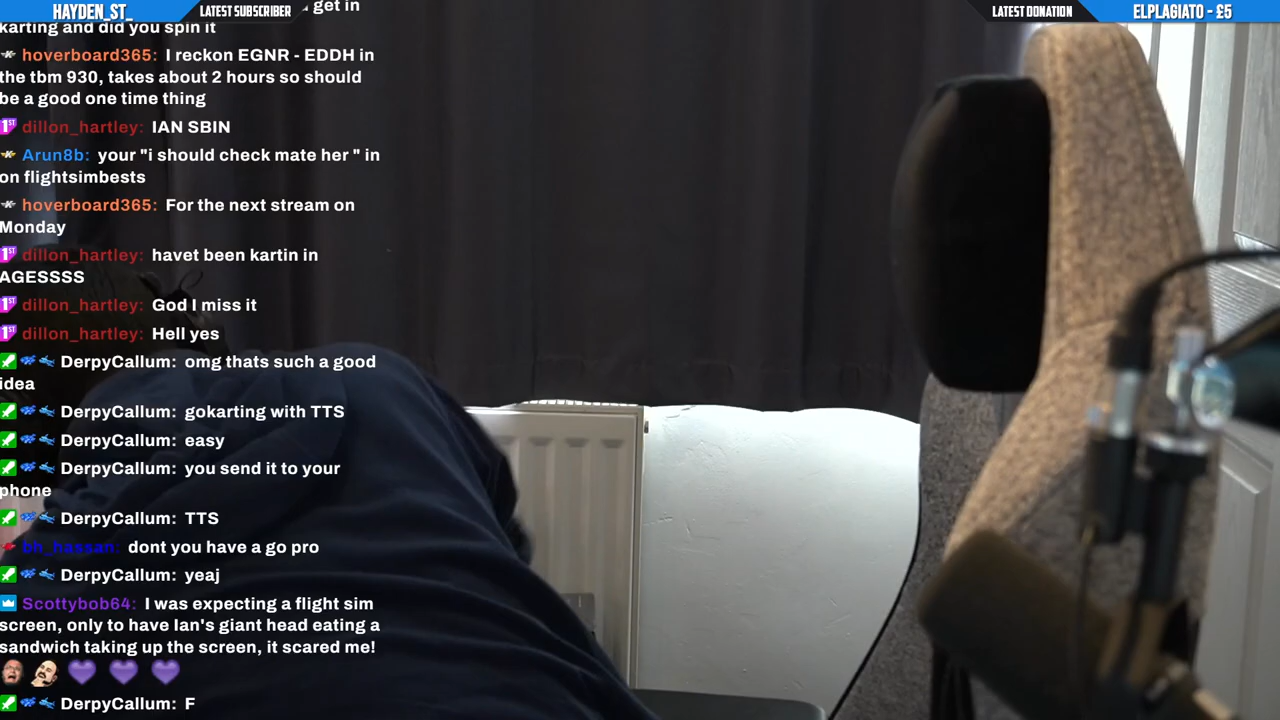 HAYDEN_ST_
LATEST SUBSCRIBER
LATEST DONATION
ELPLAGIATO - £5
get in
karting and did you spin it
hoverboard365: I reckon EGNR - EDDH in
the tbm 930, takes about 2 hours so should
be a good one time thing
dillon_hartley: IAN SBIN
Arun8b: your "i should check mate her " in
on flightsimbests
hoverboard365: For the next stream on
Monday
dillon_hartley: havet been kartin in
AGESSSS
dillon_hartley: God I miss it
dillon_hartley: Hell yes
DerpyCallum: omg thats such a good
idea
DerpyCallum: gokarting with TTS
DerpyCallum: easy
DerpyCallum: you send it to your
phone
DerpyCallum: TTS
bh_hassan: dont you have a go pro
DerpyCallum: yeaj
Scottybob64: I was expecting a flight sim
screen, only to have Ian's giant head eating a
sandwich taking up the screen, it scared me!
DerpyCallum: F